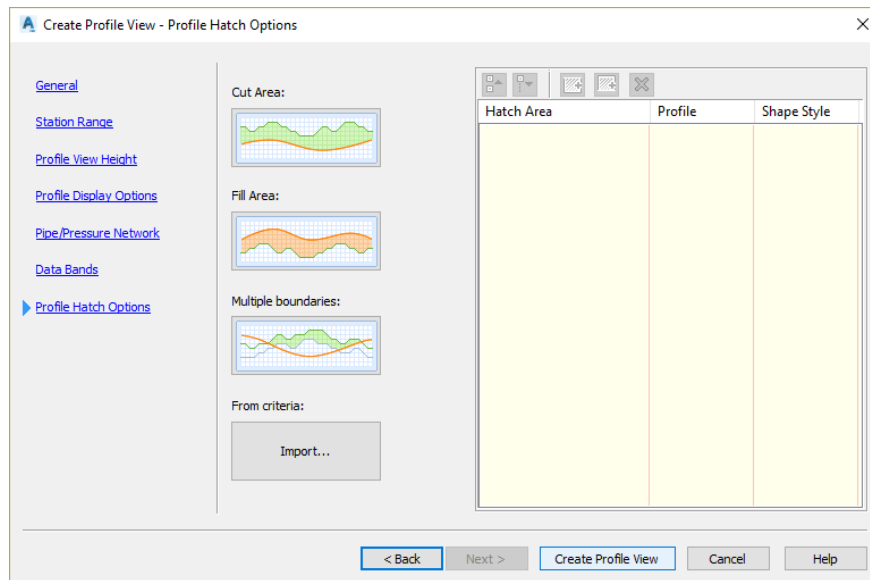 Create Profile View - Profile Hatch Options
General
Station Range
Profile View Height
Profile Display Options
Pipe/Pressure Network
Data Bands
Profile Hatch Options
Cut Area:
Fill Area:
Multiple boundaries:
From criteria:
Import...
Hatch Area Profile Shape Style
< Back Next > Create Profile View Cancel Help